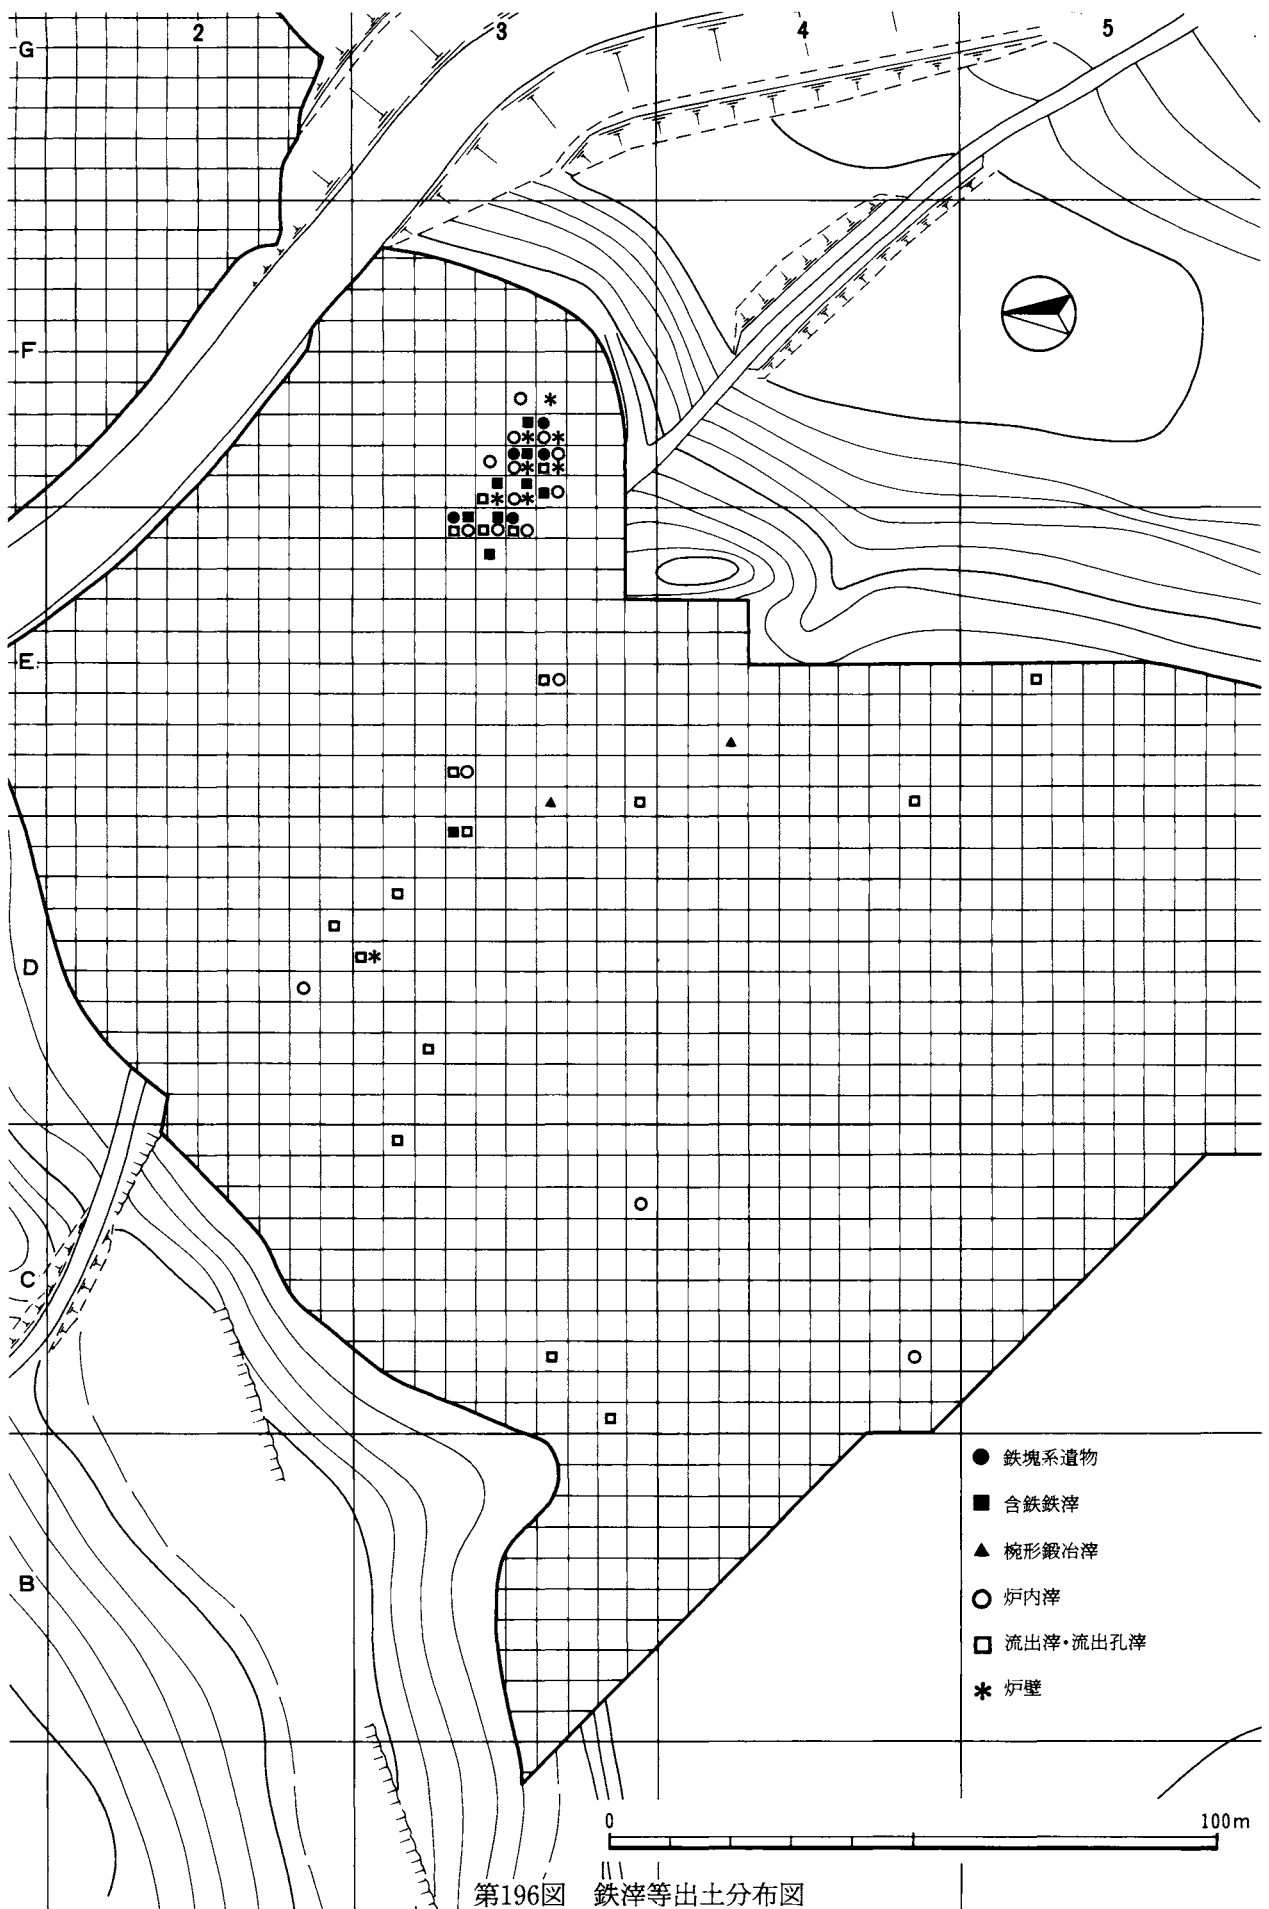 2 3 4 5
G
F
E
D
C
B
● 鉄塊系遺物
■ 含鉄鉄滓
▲ 椀形鍛冶滓
○ 炉内滓
□ 流出滓・流出孔滓
* 炉壁
0 100m
第196図 鉄滓等出土分布図